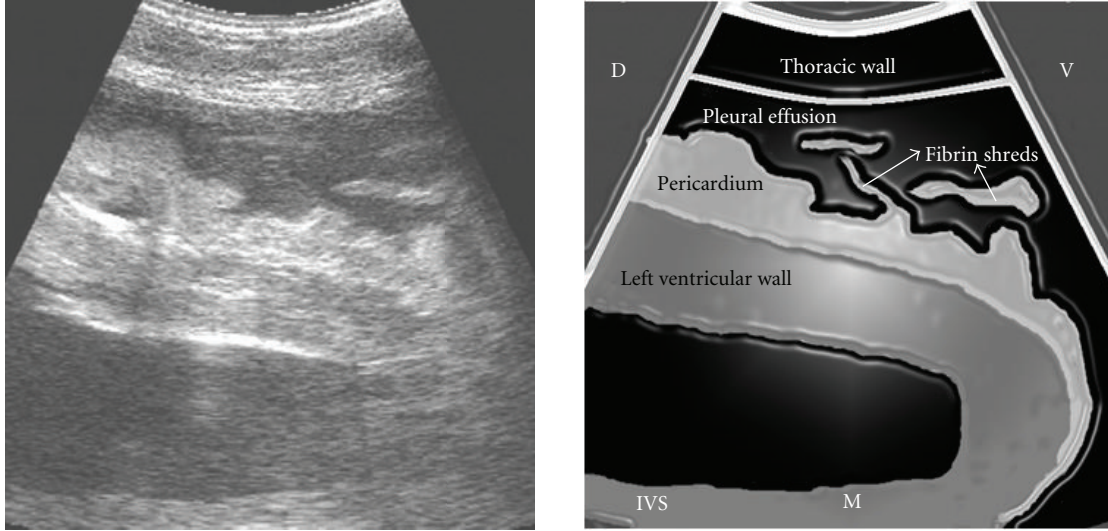 D
Thoracic wall
V
Pleural effusion
Fibrin shreds
Pericardium
Left ventricular wall
IVS
M